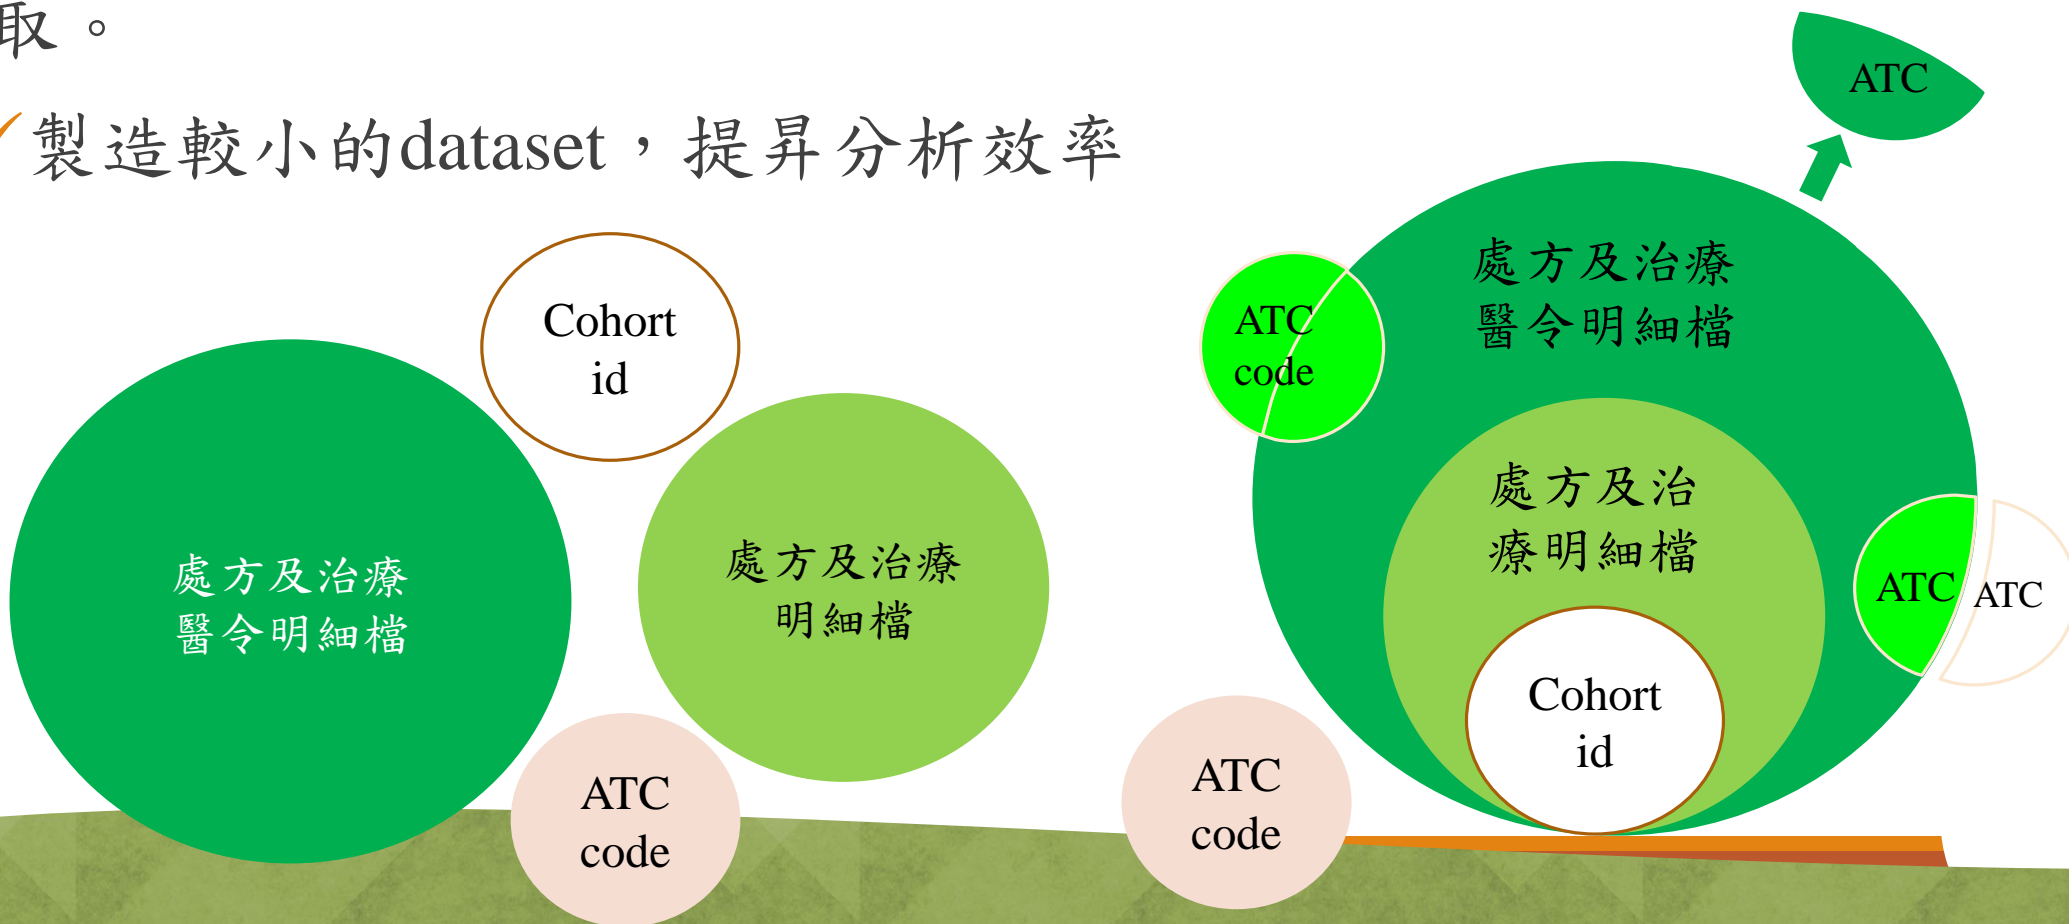 取。
製造較小的dataset，提昇分析效率
Cohort
id
處方及治療
醫令明細檔
處方及治療
明細檔
ATC
code
ATC
處方及治療
醫令明細檔
ATC
code
處方及治
療明細檔
ATC
ATC
Cohort
id
ATC
code